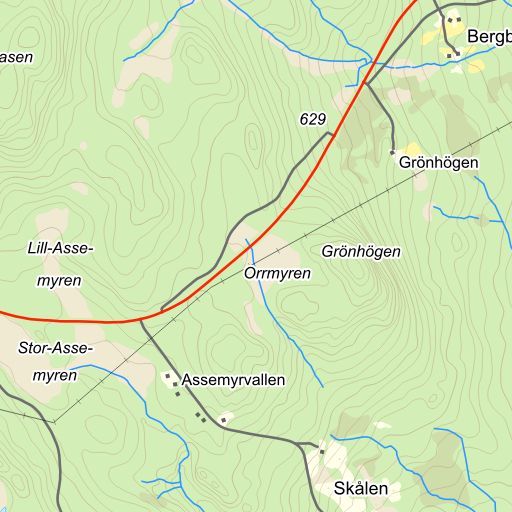 Bergb
asen
629
Grönhögen
Lill-Asse-
myren
Grönhögen
Orrmyren
Stor-Asse-
myren
Assemyrvallen
Skålen